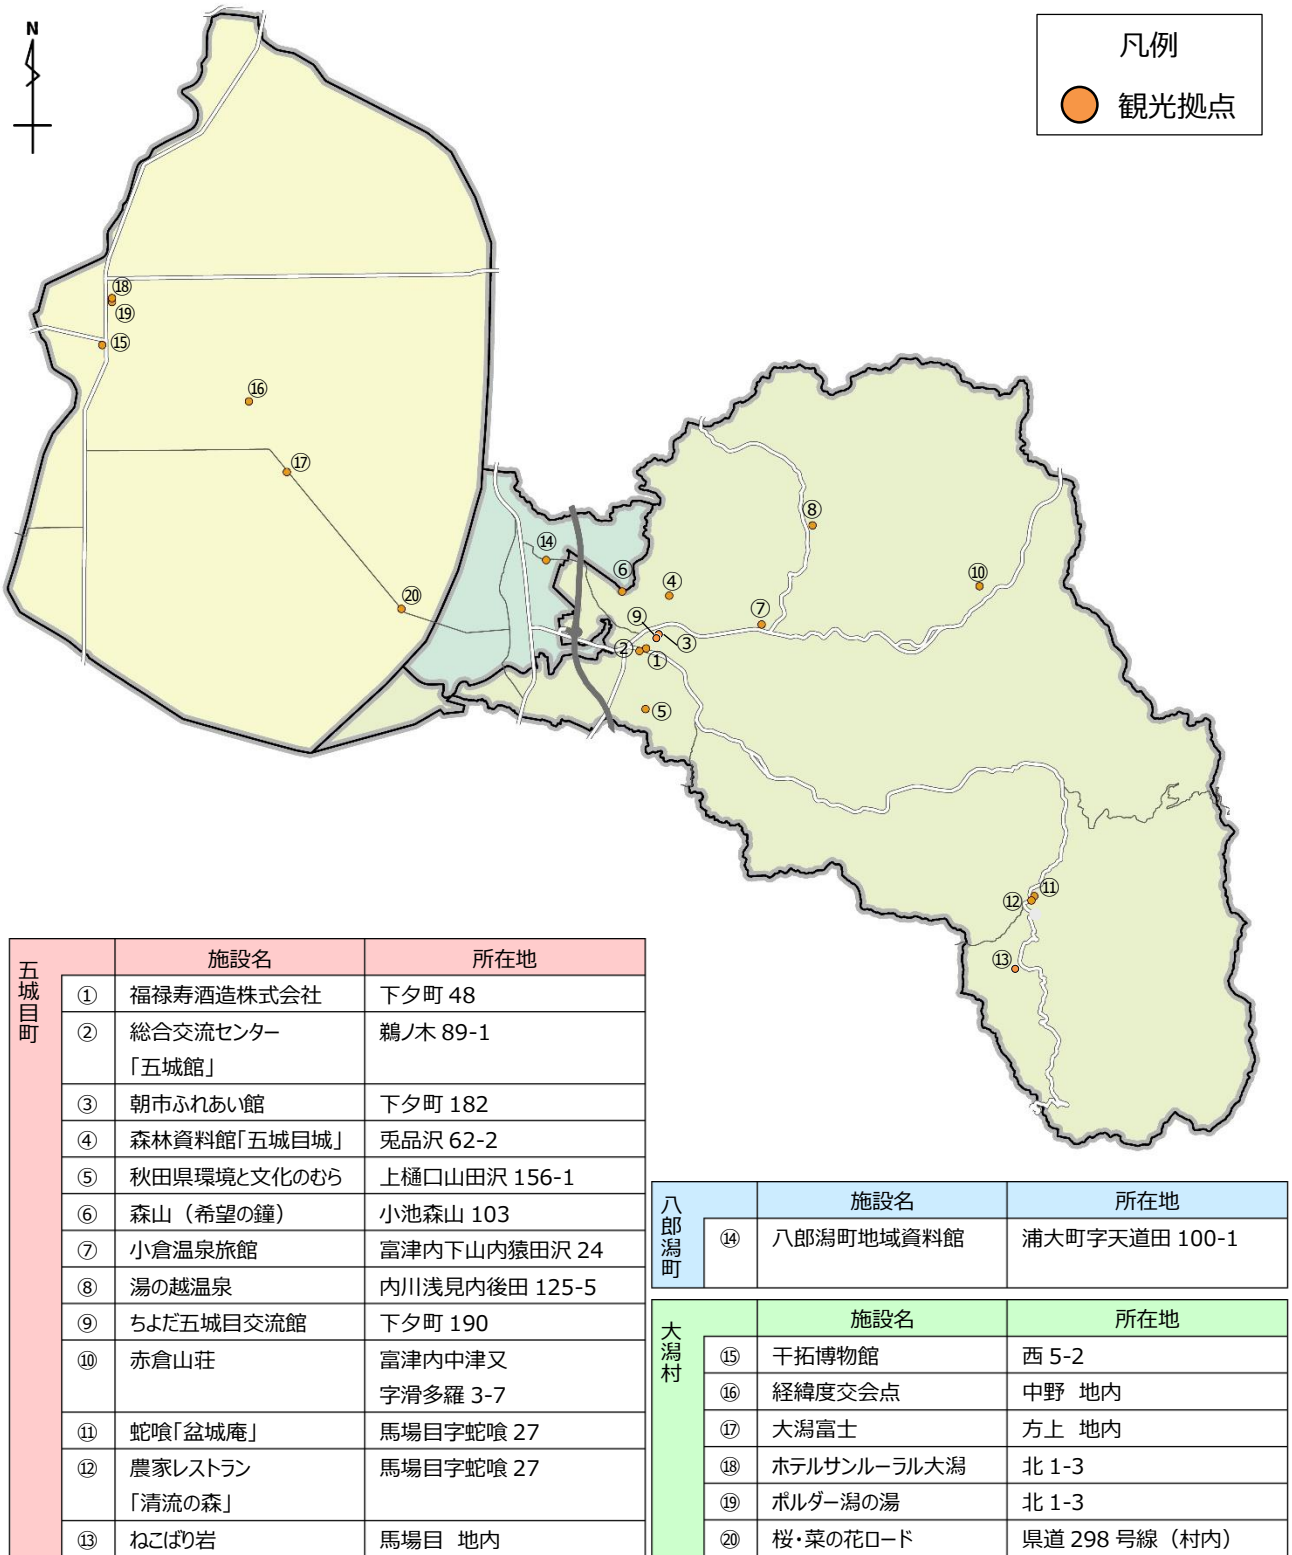 N
凡例
観光拠点
⑱
⑲
⑮
⑯
⑰
⑳
⑭
⑥
④
⑧
⑩
⑨
⑦
③
②
①
⑤
⑪
⑫
⑬
五城目町
施設名 所在地
① 福禄寿酒造株式会社 下夕町 48
② 総合交流センター 鵜ノ木 89-1
「五城館」
③ 朝市ふれあい館 下夕町 182
④ 森林資料館「五城目城」 兎品沢 62-2
⑤ 秋田県環境と文化のむら 上樋口山田沢 156-1
⑥ 森山（希望の鐘） 小池森山 103
⑦ 小倉温泉旅館 富津内下山内猿田沢 24
⑧ 湯の越温泉 内川浅見内後田 125-5
⑨ ちよだ五城目交流館 下夕町 190
⑩ 赤倉山荘 富津内中津又
字滑多羅 3-7
⑪ 蛇喰「盆城庵」 馬場目字蛇喰 27
⑫ 農家レストラン 馬場目字蛇喰 27
「清流の森」
⑬ ねこばり岩 馬場目 地内
八郎潟町
施設名 所在地
⑭ 八郎潟町地域資料館 浦大町字天道田 100-1
大潟村
施設名 所在地
⑮ 干拓博物館 西 5-2
⑯ 経緯度交会点 中野 地内
⑰ 大潟富士 方上 地内
⑱ ホテルサンルーラル大潟 北 1-3
⑲ ポルダー潟の湯 北 1-3
⑳ 桜・菜の花ロード 県道 298 号線（村内）